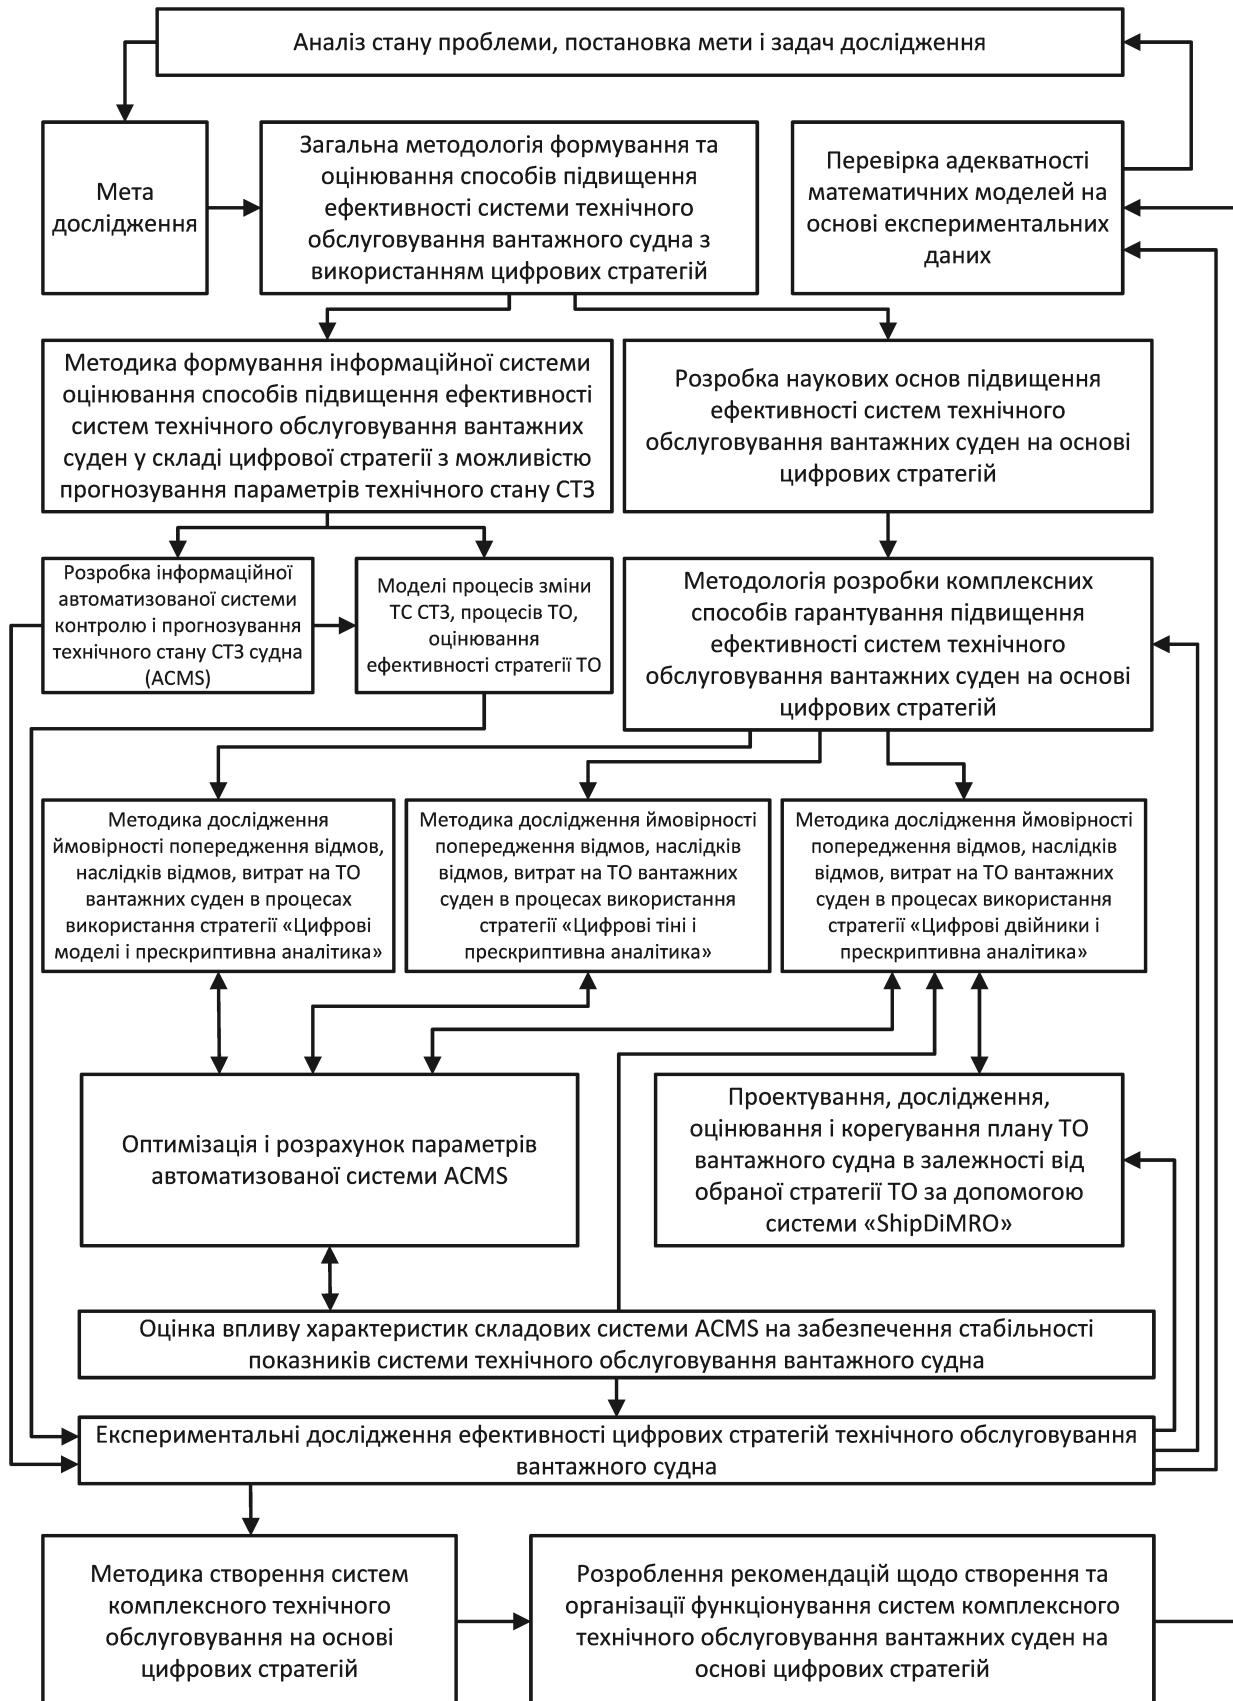 Аналіз стану проблеми, постановка мети і задач дослідження
Мета
дослідження
Загальна методологія формування та
оцінювання способів підвищення
ефективності системи технічного
обслуговування вантажного судна з
використанням цифрових стратегій
Перевірка адекватності
математичних моделей на
основі експериментальних
даних
Методика формування інформаційної системи
оцінювання способів підвищення ефективності
систем технічного обслуговування вантажних
суден у складі цифрової стратегії з можливістю
прогнозування параметрів технічного стану СТЗ
Розробка наукових основ підвищення
ефективності систем технічного
обслуговування вантажних суден на основі
цифрових стратегій
Розробка інформаційної
автоматизованої системи
контролю і прогнозування
технічного стану СТЗ судна
(ACMS)
Моделі процесів зміни
ТС СТЗ, процесів ТО,
оцінювання
ефективності стратегії ТО
Методологія розробки комплексних
способів гарантування підвищення
ефективності систем технічного
обслуговування вантажних суден на основі
цифрових стратегій
Методика дослідження
ймовірності попередження відмов,
наслідків відмов, витрат на ТО
вантажних суден в процесах
використання стратегії «Цифрові
моделі і прескриптивна аналітика»
Методика дослідження ймовірності
попередження відмов, наслідків
відмов, витрат на ТО вантажних
суден в процесах використання
стратегії «Цифрові тіні і
прескриптивна аналітика»
Методика дослідження ймовірності
попередження відмов, наслідків
відмов, витрат на ТО вантажних
суден в процесах використання
стратегії «Цифрові двійники і
прескриптивна аналітика»
Оптимізація і розрахунок параметрів
автоматизованої системи ACMS
Проектування, дослідження,
оцінювання і корегування плану ТО
вантажного судна в залежності від
обраної стратегії ТО за допомогою
системи «ShipDiMRO»
Оцінка впливу характеристик складових системи ACMS на забезпечення стабільності
показників системи технічного обслуговування вантажного судна
Експериментальні дослідження ефективності цифрових стратегій технічного обслуговування
вантажного судна
Методика створення систем
комплексного технічного
обслуговування на основі
цифрових стратегій
Розроблення рекомендацій щодо створення та
організації функціонування систем комплексного
технічного обслуговування вантажних суден на
основі цифрових стратегій